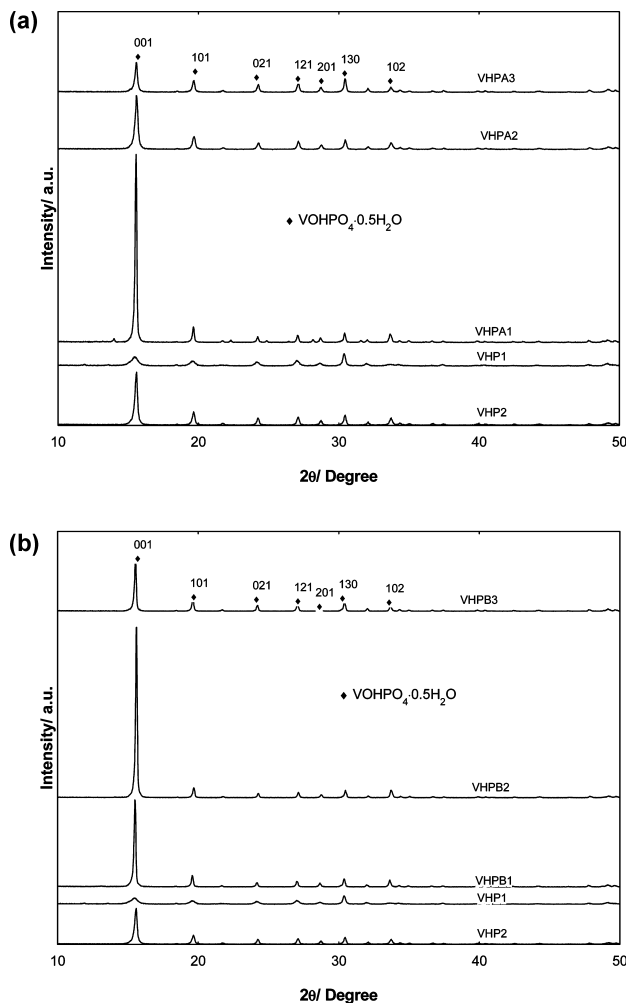 (a)
001
101
021
121
201
130
102
VHPA3
VHPA2
♦ VOHPO₄·0.5H₂O
VHPA1
VHP1
VHP2
Intensity/ a.u.
10 20 30 40 50
2θ/ Degree
(b)
001
101
021
121
201
130
102
VHPB3
♦ VOHPO₄·0.5H₂O
VHPB2
VHPB1
VHP1
VHP2
Intensity/ a.u.
10 20 30 40 50
2θ/ Degree